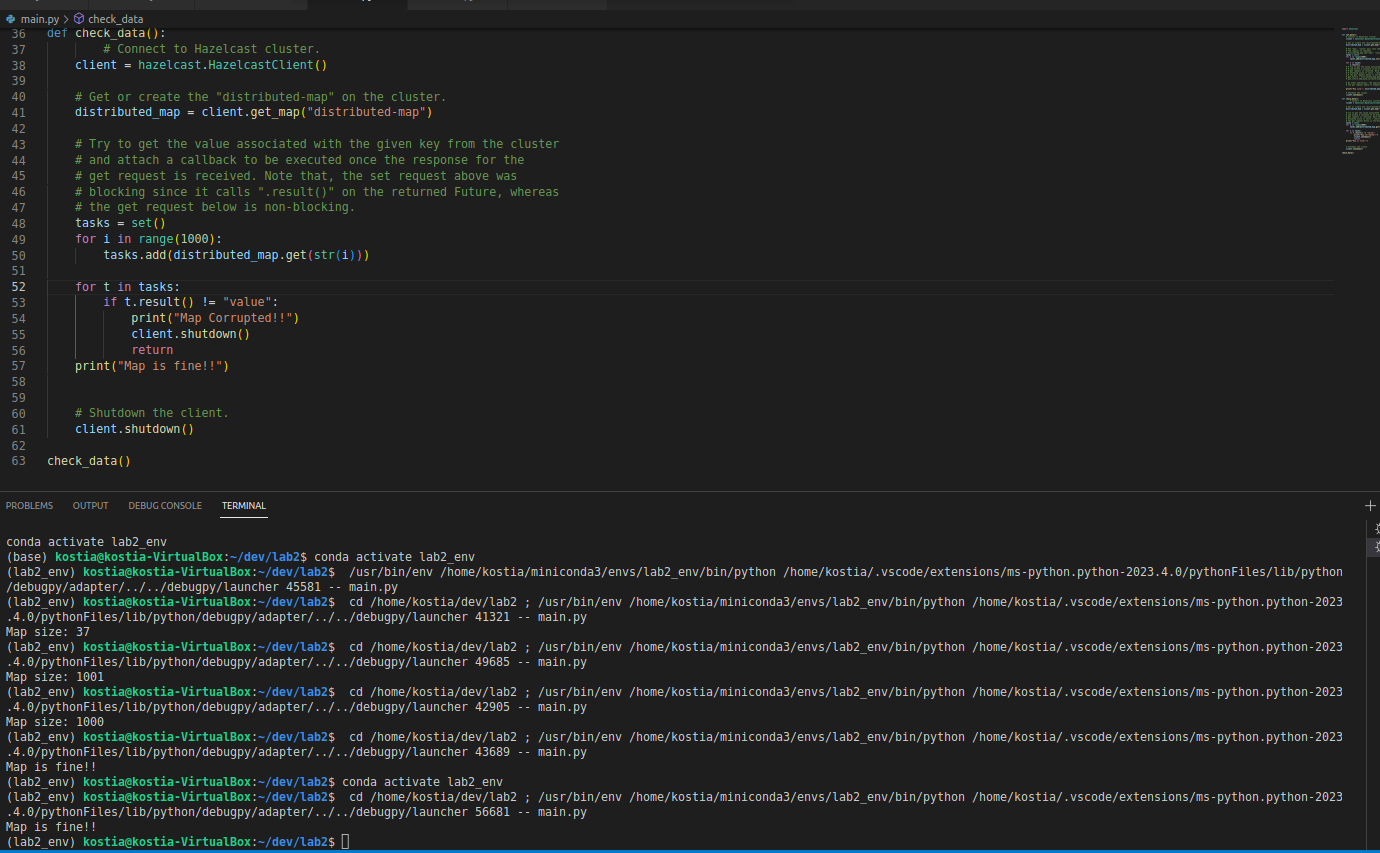 main.py > check_data
36 def check_data():
37 # Connect to Hazelcast cluster.
38 client = hazelcast.HazelcastClient()
39
40 # Get or create the "distributed-map" on the cluster.
41 distributed_map = client.get_map("distributed-map")
42
43 # Try to get the value associated with the given key from the cluster
44 # and attach a callback to be executed once the response for the
45 # get request is received. Note that, the set request above was
46 # blocking since it calls ".result()" on the returned Future, whereas
47 # the get request below is non-blocking.
48 tasks = set()
49 for i in range(1000):
50 tasks.add(distributed_map.get(str(i)))
51
52 for t in tasks:
53 if t.result() != "value":
54 print("Map Corrupted!!")
55 client.shutdown()
56 return
57 print("Map is fine!!")
58
59
60 # Shutdown the client.
61 client.shutdown()
62
63 check_data()
PROBLEMS OUTPUT DEBUG CONSOLE TERMINAL
conda activate lab2_env
(base) kostia@kostia-VirtualBox:~/dev/lab2$ conda activate lab2_env
(lab2_env) kostia@kostia-VirtualBox:~/dev/lab2$ /usr/bin/env /home/kostia/miniconda3/envs/lab2_env/bin/python /home/kostia/.vscode/extensions/ms-python.python-2023.4.0/pythonFiles/lib/python
/debugpy/adapter/../../debugpy/launcher 45581 -- main.py
(lab2_env) kostia@kostia-VirtualBox:~/dev/lab2$ cd /home/kostia/dev/lab2 ; /usr/bin/env /home/kostia/miniconda3/envs/lab2_env/bin/python /home/kostia/.vscode/extensions/ms-python.python-2023
.4.0/pythonFiles/lib/python/debugpy/adapter/../../debugpy/launcher 41321 -- main.py
Map size: 37
(lab2_env) kostia@kostia-VirtualBox:~/dev/lab2$ cd /home/kostia/dev/lab2 ; /usr/bin/env /home/kostia/miniconda3/envs/lab2_env/bin/python /home/kostia/.vscode/extensions/ms-python.python-2023
.4.0/pythonFiles/lib/python/debugpy/adapter/../../debugpy/launcher 49685 -- main.py
Map size: 1001
(lab2_env) kostia@kostia-VirtualBox:~/dev/lab2$ cd /home/kostia/dev/lab2 ; /usr/bin/env /home/kostia/miniconda3/envs/lab2_env/bin/python /home/kostia/.vscode/extensions/ms-python.python-2023
.4.0/pythonFiles/lib/python/debugpy/adapter/../../debugpy/launcher 42905 -- main.py
Map size: 1000
(lab2_env) kostia@kostia-VirtualBox:~/dev/lab2$ cd /home/kostia/dev/lab2 ; /usr/bin/env /home/kostia/miniconda3/envs/lab2_env/bin/python /home/kostia/.vscode/extensions/ms-python.python-2023
.4.0/pythonFiles/lib/python/debugpy/adapter/../../debugpy/launcher 43689 -- main.py
Map is fine!!
(lab2_env) kostia@kostia-VirtualBox:~/dev/lab2$ conda activate lab2_env
(lab2_env) kostia@kostia-VirtualBox:~/dev/lab2$ cd /home/kostia/dev/lab2 ; /usr/bin/env /home/kostia/miniconda3/envs/lab2_env/bin/python /home/kostia/.vscode/extensions/ms-python.python-2023
.4.0/pythonFiles/lib/python/debugpy/adapter/../../debugpy/launcher 56681 -- main.py
Map is fine!!
(lab2_env) kostia@kostia-VirtualBox:~/dev/lab2$